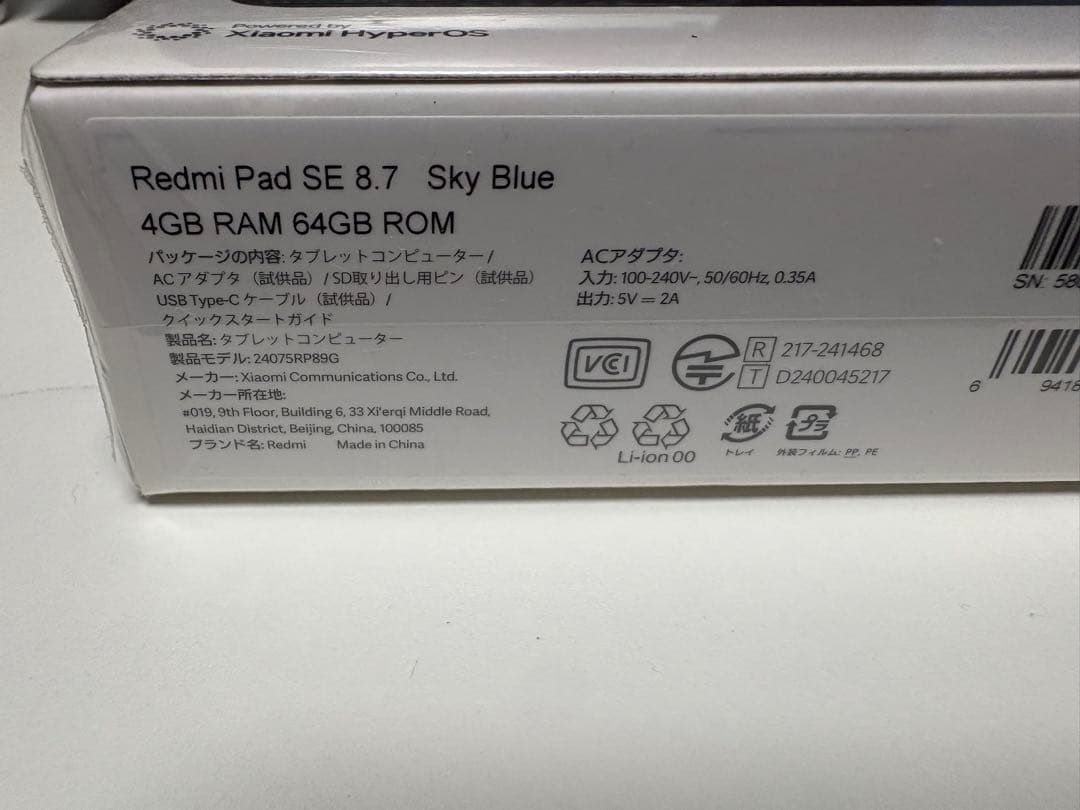 Powered by
Xiaomi HyperOS
Redmi Pad SE 8.7 Sky Blue
4GB RAM 64GB ROM
パッケージの内容: タブレットコンピューター /
ACアダプタ（試供品）/ SD取り出し用ピン（試供品）
USB Type-C ケーブル（試供品）/
クイックスタートガイド
製品名: タブレットコンピューター
製品モデル: 24075RP89G
メーカー: Xiaomi Communications Co., Ltd.
メーカー所在地:
#019, 9th Floor, Building 6, 33 Xi'erqi Middle Road,
Haidian District, Beijing, China, 100085
ブランド名: Redmi Made in China
ACアダプタ:
入力: 100-240V~, 50/60Hz, 0.35A
出力: 5V ⎓ 2A
VCI
R 217-241468
T D240045217
Li-ion 00
紙
トレイ
プラ
外装フィルム: PP, PE
SN: 58
6 9418